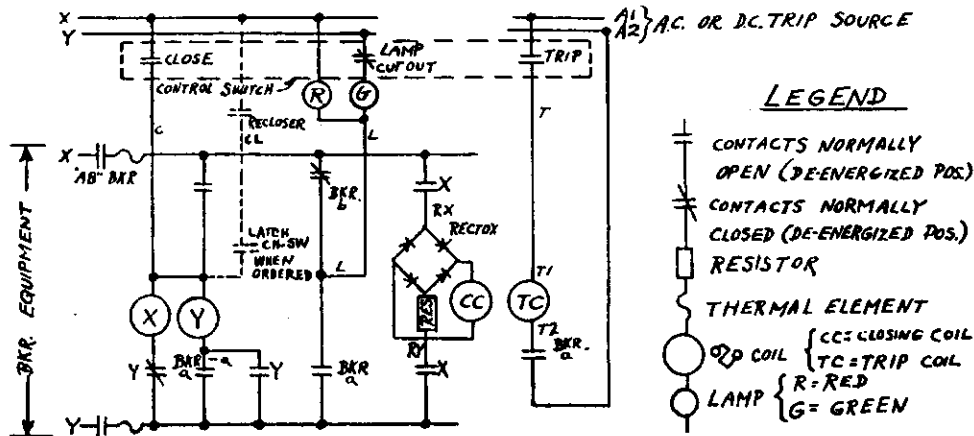 X
Y
A1 } A.C. OR D.C. TRIP SOURCE
A2
CLOSE
LAMP
CUTOUT
TRIP
CONTROL SWITCH
R
G
C
RECLOSER
CL
L
T
X
"AB" BKR
BKR.
b
X
LATCH
CH-SW
WHEN
ORDERED
L
RX
RECTOX
X
Y
RES
CC
T1
TC
T2
RY
BKR. EQUIPMENT
Y
BKR
a
-a
Y
BKR
a
X
BKR.
a
Y
LEGEND
CONTACTS NORMALLY
OPEN (DE-ENERGIZED POS.)
CONTACTS NORMALLY
CLOSED (DE-ENERGIZED POS.)
RESISTOR
THERMAL ELEMENT
COIL { CC=CLOSING COIL
TC=TRIP COIL
LAMP { R=RED
G=GREEN